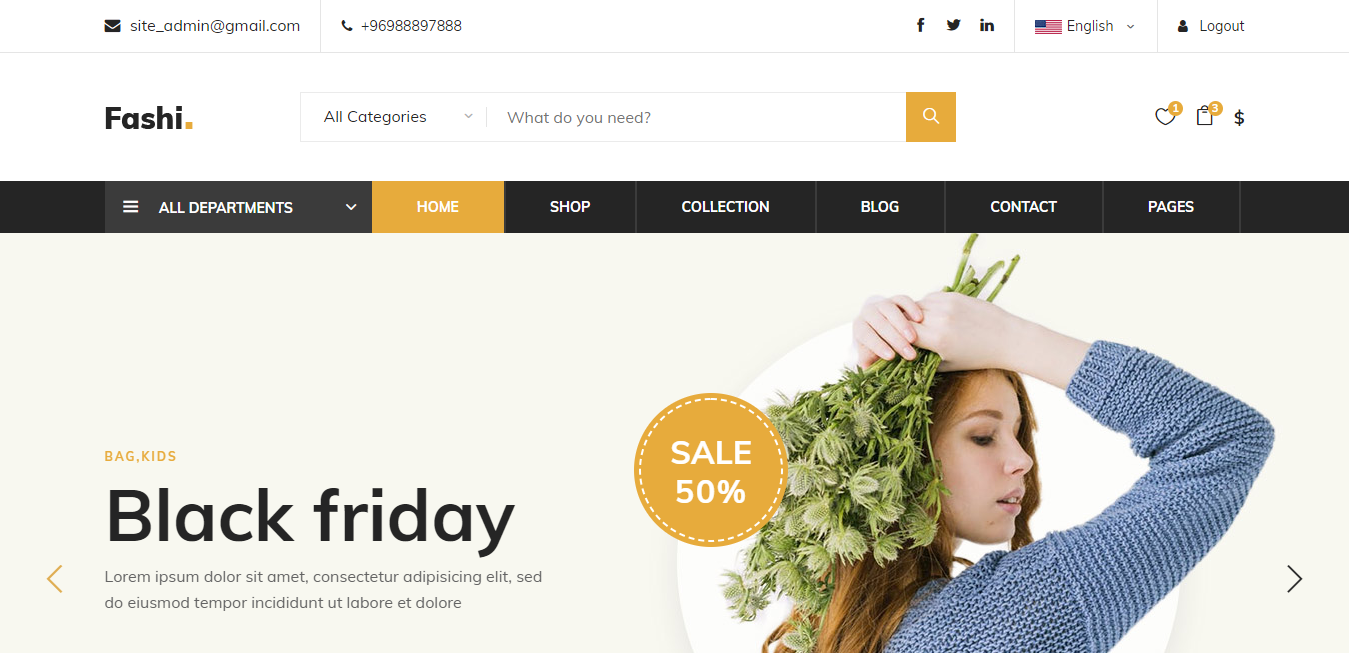 site_admin@gmail.com
+96988897888
English
Logout
Fashi.
All Categories
What do you need?
1
3
$
ALL DEPARTMENTS
HOME
SHOP
COLLECTION
BLOG
CONTACT
PAGES
SALE
50%
BAG,KIDS
Black friday
Lorem ipsum dolor sit amet, consectetur adipisicing elit, sed
do eiusmod tempor incididunt ut labore et dolore